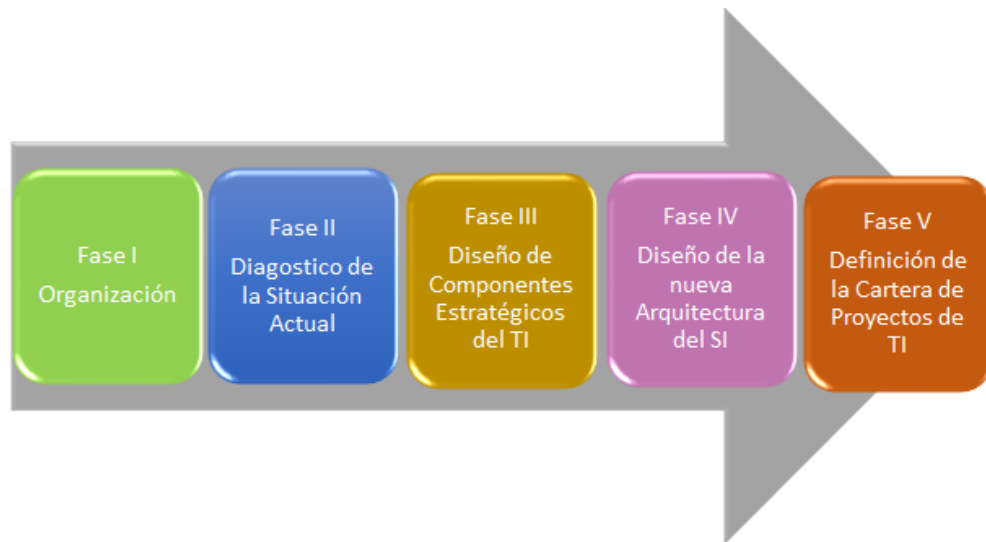 Fase I
Organización
Fase II
Diagostico de
la Situación
Actual
Fase III
Diseño de
Componentes
Estratégicos
del TI
Fase IV
Diseño de la
nueva
Arquitectura
del SI
Fase V
Definición de
la Cartera de
Proyectos de
TI